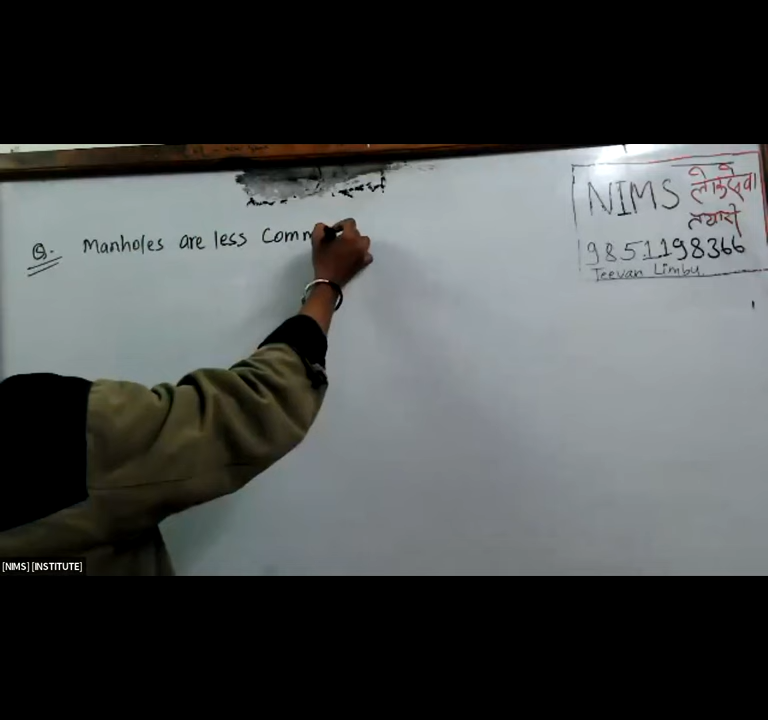 Q. Manholes are less Comm
NIMS लोकसेवा
तयारी
9851198366
Jeevan Limbu
[NIMS] [INSTITUTE]